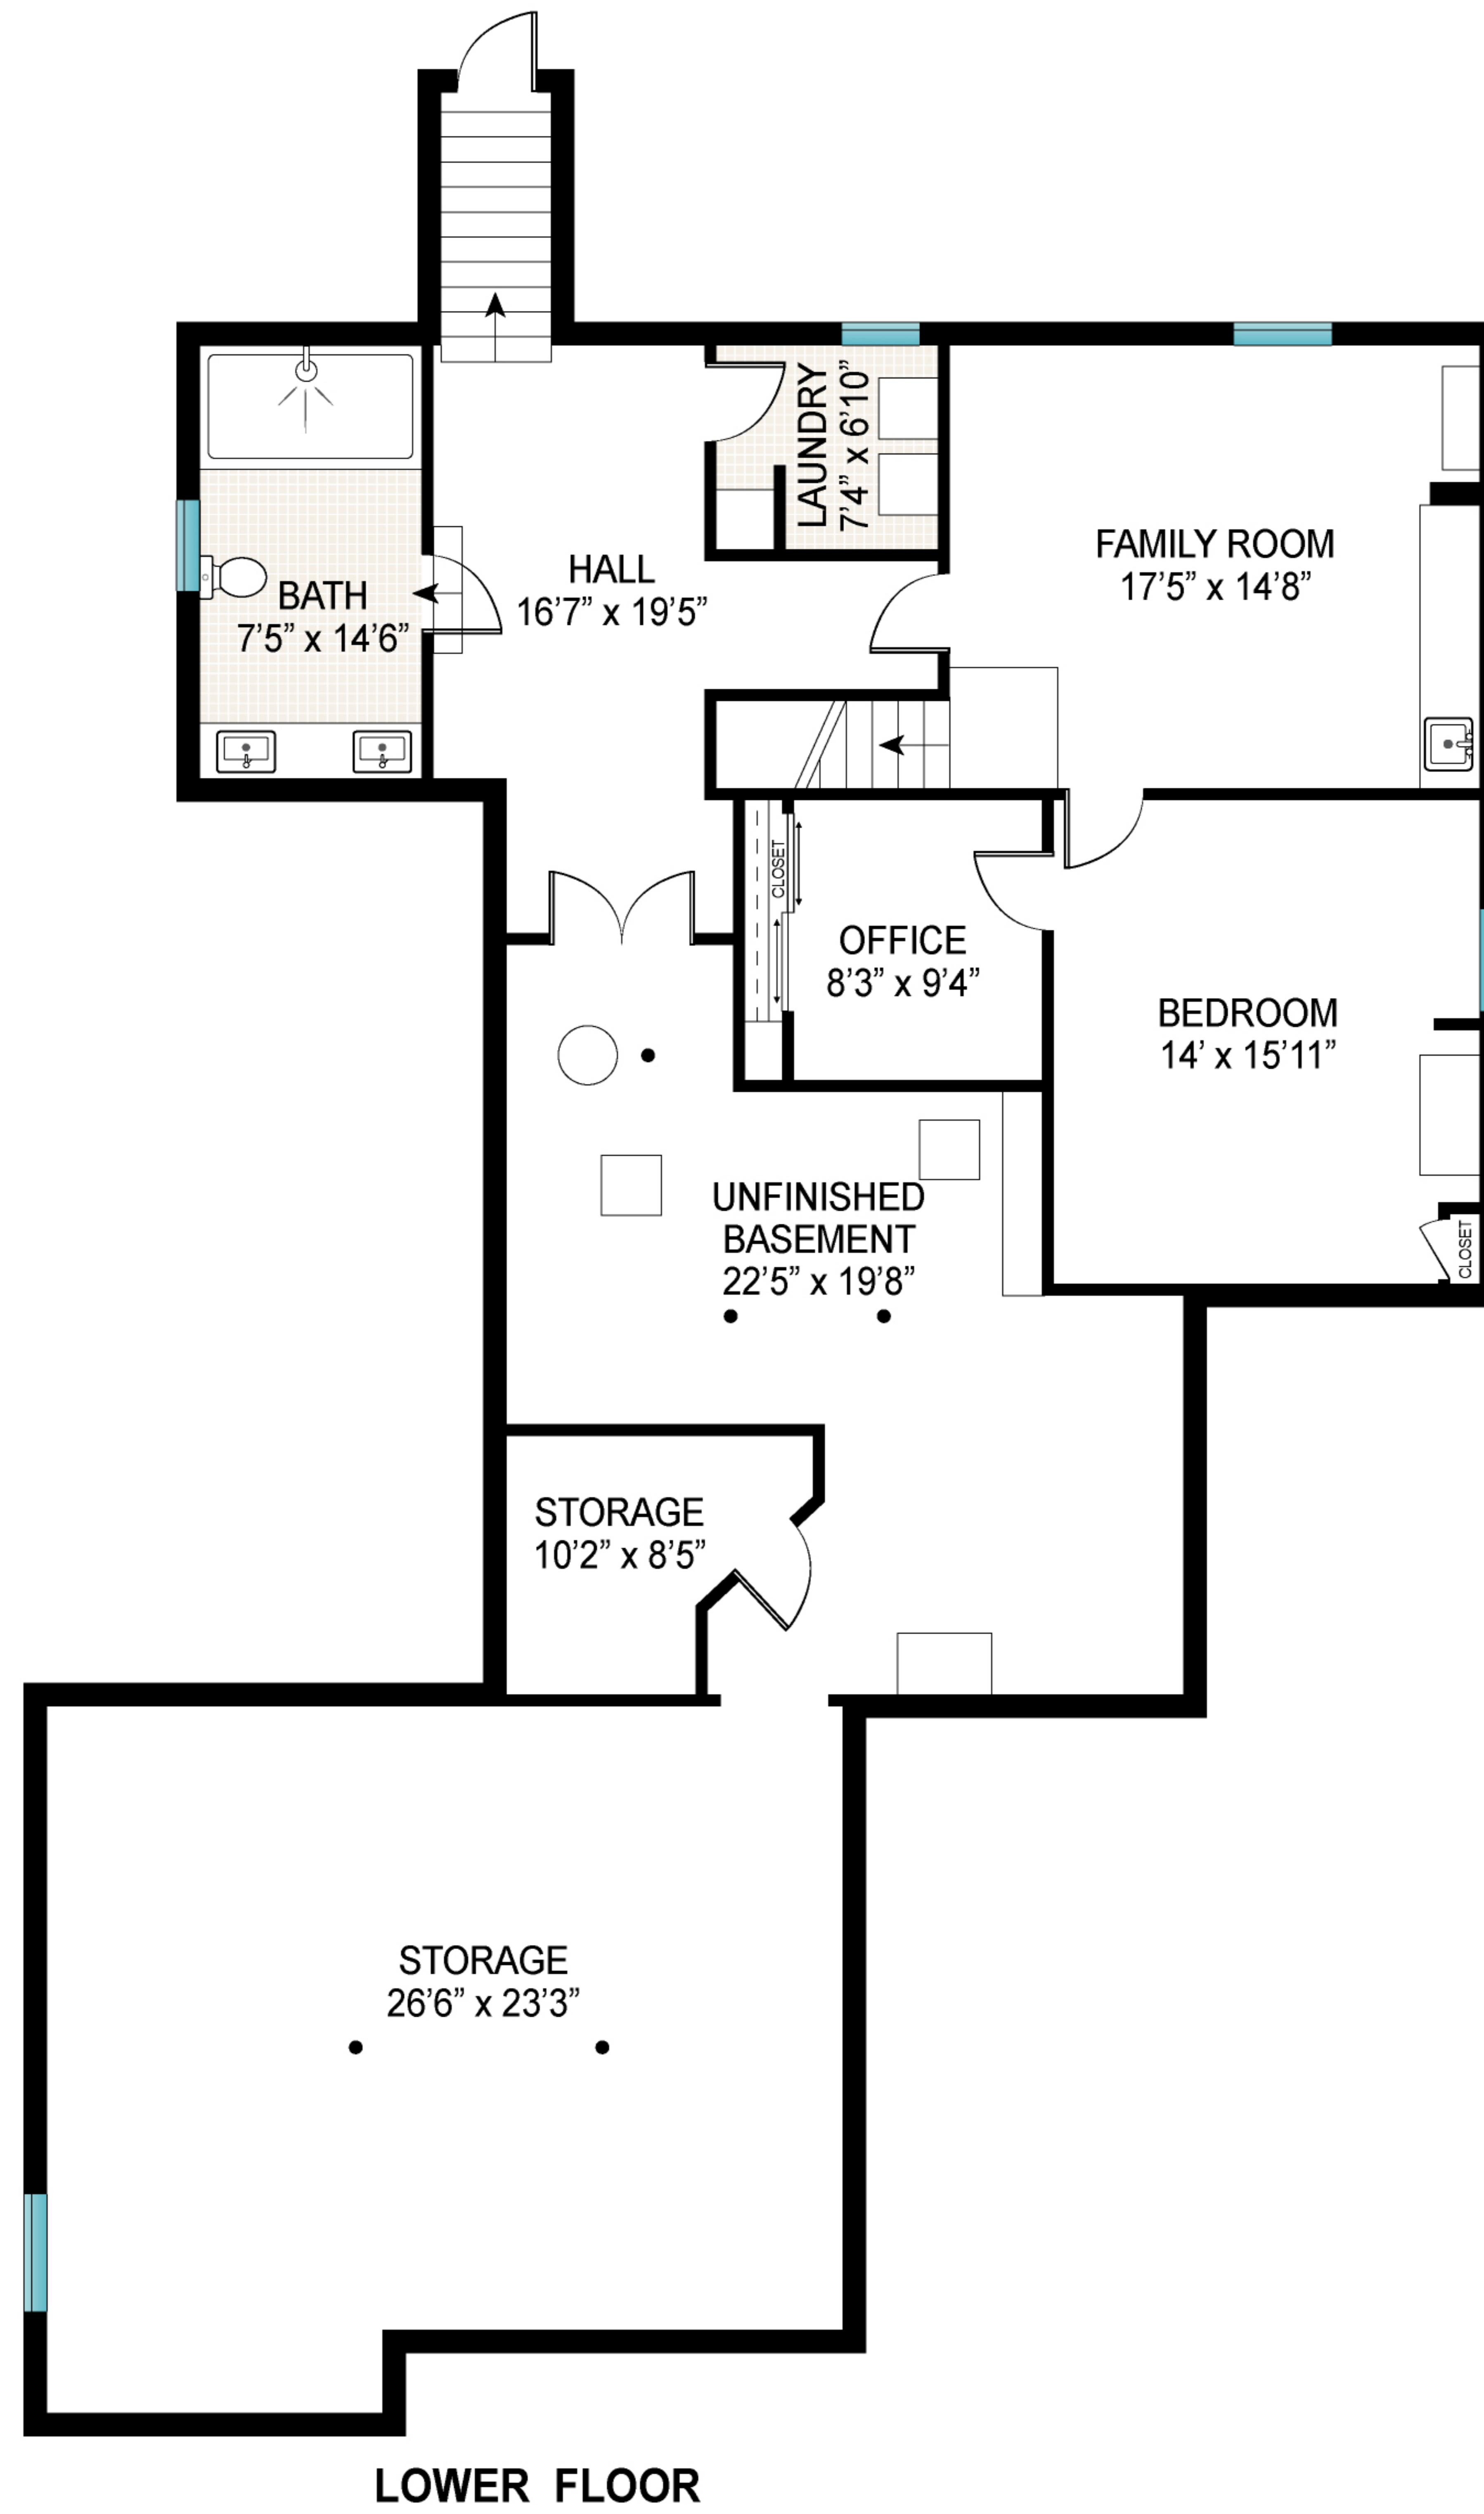 LAUNDRY
7’4” x 6’10”
FAMILY ROOM
17’5” x 14’8”
HALL
16’7” x 19’5”
BATH
7’5” x 14’6”
CLOSET
OFFICE
8’3” x 9’4”
BEDROOM
14’ x 15’11”
UNFINISHED
BASEMENT
22’5” x 19’8”
CLOSET
STORAGE
10’2” x 8’5”
STORAGE
26’6” x 23’3”
LOWER FLOOR